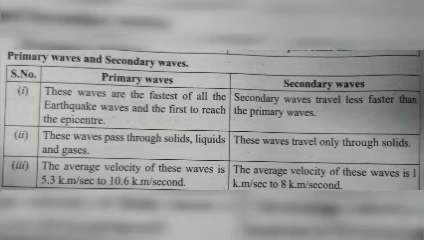 Primary waves and Secondary waves.
S.No. Primary waves Secondary waves
(i) These waves are the fastest of all the
Earthquake waves and the first to reach
the epicentre.
Secondary waves travel less faster than
the primary waves.
(ii) These waves pass through solids, liquids
and gases.
These waves travel only through solids.
(iii) The average velocity of these waves is
5.3 k.m/sec to 10.6 k.m/second.
The average velocity of these waves is 1
k.m/sec to 8 k.m/second.